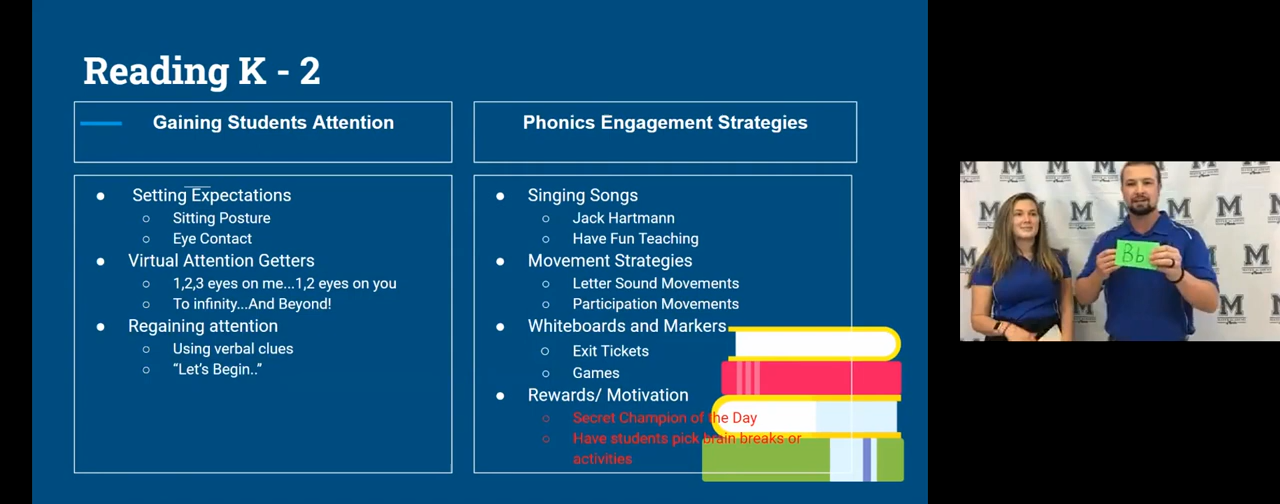 Reading K - 2
Gaining Students Attention
Setting Expectations
Sitting Posture
Eye Contact
Virtual Attention Getters
1,2,3 eyes on me...1,2 eyes on you
To infinity...And Beyond!
Regaining attention
Using verbal clues
“Let’s Begin..”
Phonics Engagement Strategies
Singing Songs
Jack Hartmann
Have Fun Teaching
Movement Strategies
Letter Sound Movements
Participation Movements
Whiteboards and Markers
Exit Tickets
Games
Rewards/ Motivation
Secret Champion of the Day
Have students pick brain breaks or
activities
Bb
M